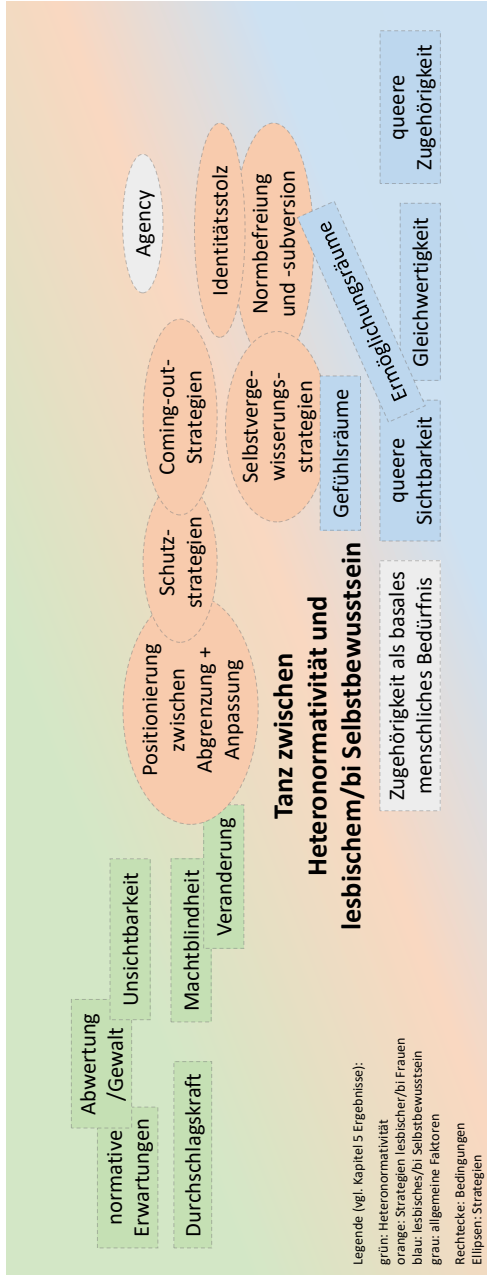 normative
Erwartungen
Abwertung
/Gewalt
Unsichtbarkeit
Durchschlagskraft
Machtblindheit
Veranderung
Positionierung
zwischen
Abgrenzung +
Anpassung
Schutz-
strategien
Coming-out-
Strategien
Agency
Identitätsstolz
Normbefreiung
und -subversion
Selbstverge-
wisserungs-
strategien
Tanz zwischen
Heteronormativität und
lesbischem/bi Selbstbewusstsein
Gefühlsräume
Ermöglichungsräume
Zugehörigkeit als basales
menschliches Bedürfnis
queere
Sichtbarkeit
Gleichwertigkeit
queere
Zugehörigkeit
Legende (vgl. Kapitel 5 Ergebnisse):
grün: Heteronormativität
orange: Strategien lesbischer/bi Frauen
blau: lesbisches/bi Selbstbewusstsein
grau: allgemeine Faktoren
Rechtecke: Bedingungen
Ellipsen: Strategien